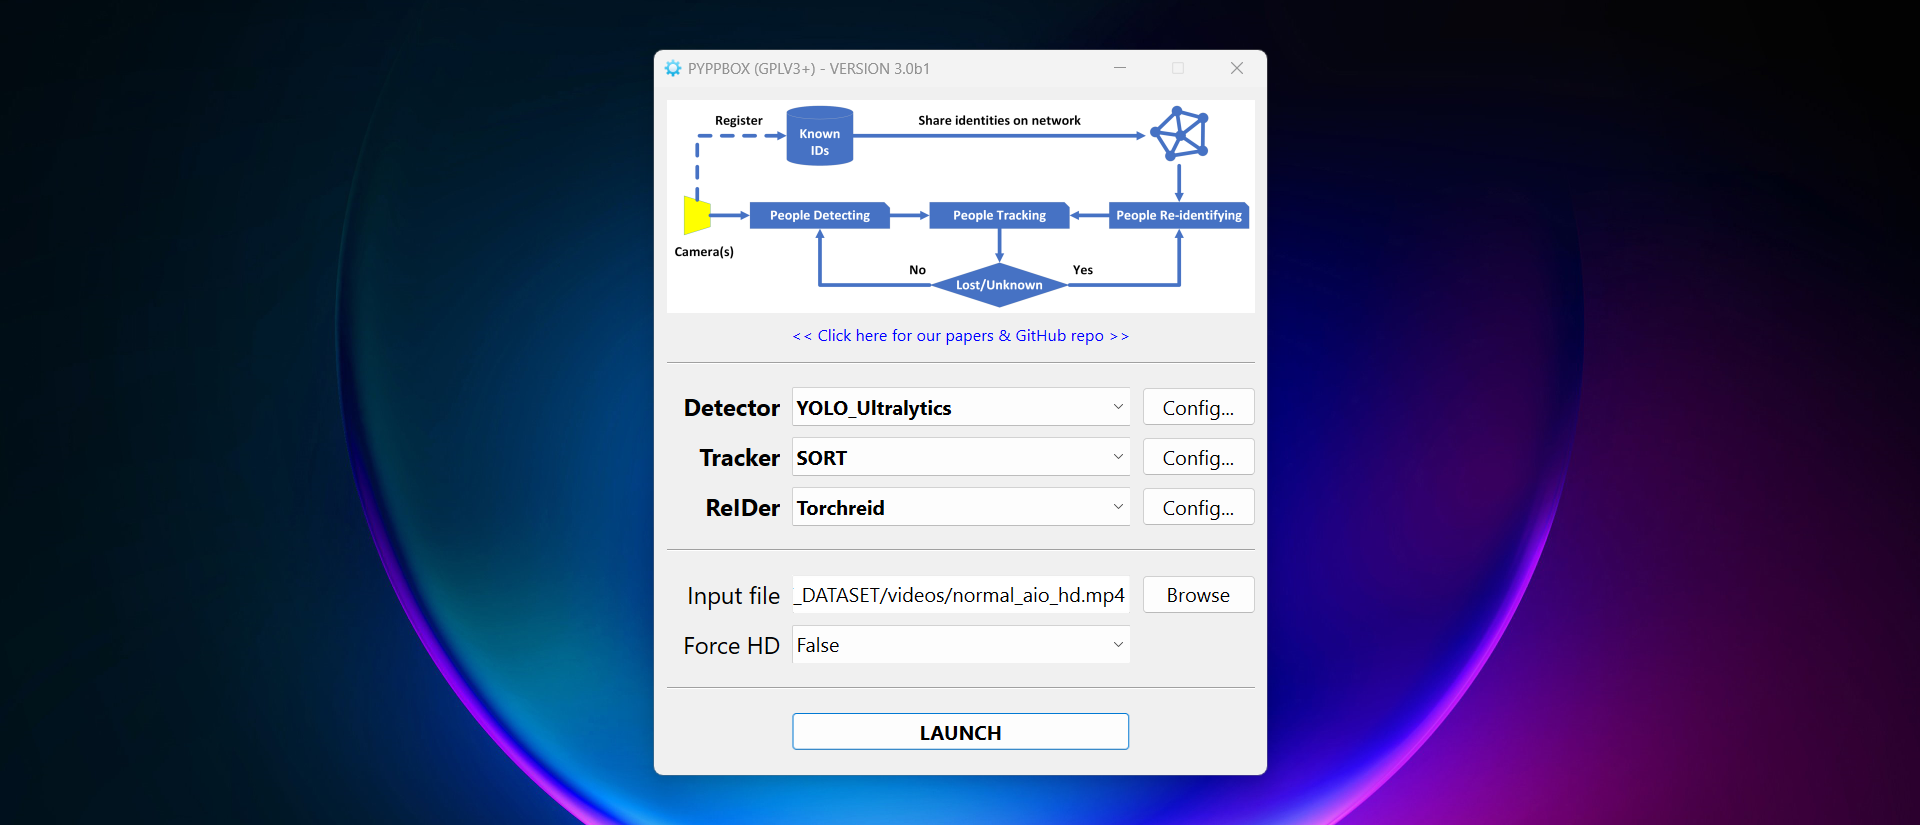 PYPPBOX (GPLV3+) - VERSION 3.0b1
Register
Known
IDs
Share identities on network
People Detecting
People Tracking
People Re-identifying
Camera(s)
No
Lost/Unknown
Yes
<< Click here for our papers & GitHub repo >>
Detector YOLO_Ultralytics Config...
Tracker SORT Config...
ReIDer Torchreid Config...
Input file _DATASET/videos/normal_aio_hd.mp4 Browse
Force HD False
LAUNCH